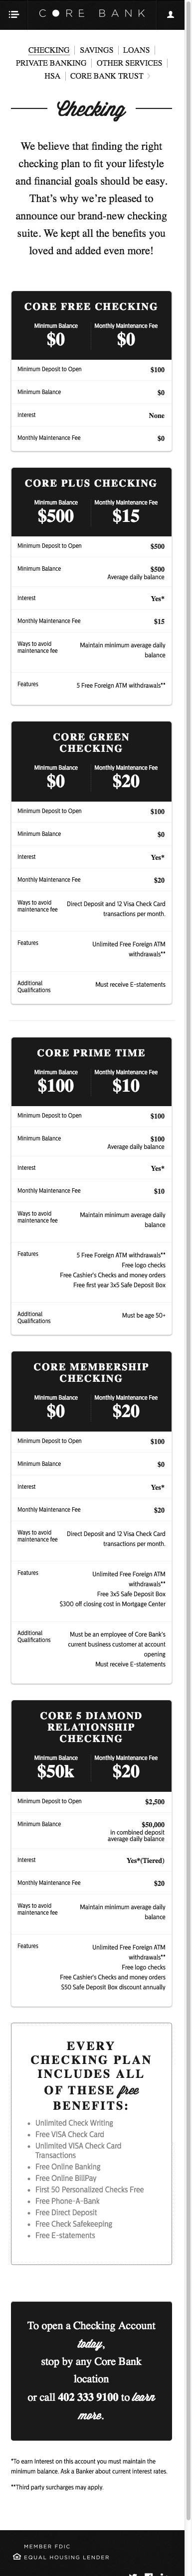 CORE BANK
CHECKING | SAVINGS | LOANS
PRIVATE BANKING | OTHER SERVICES
HSA | CORE BANK TRUST
Checking
We believe that finding the right
checking plan to fit your lifestyle
and financial goals should be easy.
That's why we're pleased to
announce our brand-new checking
suite. We kept all the benefits you
loved and added even more!
CORE FREE CHECKING
Minimum Balance Monthly Maintenance Fee
$0 $0
Minimum Deposit to Open $100
Minimum Balance $0
Interest None
Monthly Maintenance Fee $0
CORE PLUS CHECKING
Minimum Balance Monthly Maintenance Fee
$500 $15
Minimum Deposit to Open $500
Minimum Balance $500
Average daily balance
Interest Yes*
Monthly Maintenance Fee $15
Ways to avoid Maintain minimum average daily
maintenance fee balance
Features 5 Free Foreign ATM withdrawals**
CORE GREEN
CHECKING
Minimum Balance Monthly Maintenance Fee
$0 $20
Minimum Deposit to Open $100
Minimum Balance $0
Interest Yes*
Monthly Maintenance Fee $20
Ways to avoid Direct Deposit and 12 Visa Check Card
maintenance fee transactions per month.
Features Unlimited Free Foreign ATM
withdrawals**
Additional Must receive E-statements
Qualifications
CORE PRIME TIME
Minimum Balance Monthly Maintenance Fee
$100 $10
Minimum Deposit to Open $100
Minimum Balance $100
Average daily balance
Interest Yes*
Monthly Maintenance Fee $10
Ways to avoid Maintain minimum average daily
maintenance fee balance
Features 5 Free Foreign ATM withdrawals**
Free logo checks
Free Cashier's Checks and money orders
Free first year 3x5 Safe Deposit Box
Additional Must be age 50+
Qualifications
CORE MEMBERSHIP
CHECKING
Minimum Balance Monthly Maintenance Fee
$0 $20
Minimum Deposit to Open $100
Minimum Balance $0
Interest Yes*
Monthly Maintenance Fee $20
Ways to avoid Direct Deposit and 12 Visa Check Card
maintenance fee transactions per month.
Features Unlimited Free Foreign ATM
withdrawals**
Free 3x5 Safe Deposit Box
$300 off closing cost in Mortgage Center
Additional Must be an employee of Core Bank's
Qualifications current business customer at account
opening
Must receive E-statements
CORE 5 DIAMOND
RELATIONSHIP
CHECKING
Minimum Balance Monthly Maintenance Fee
$50k $20
Minimum Deposit to Open $2,500
Minimum Balance $50,000
in combined deposit
average daily balance
Interest Yes*(Tiered)
Monthly Maintenance Fee $20
Ways to avoid Maintain minimum average daily
maintenance fee balance
Features Unlimited Free Foreign ATM
withdrawals**
Free logo checks
Free Cashier's Checks and money orders
$50 Safe Deposit Box discount annually
EVERY
CHECKING PLAN
INCLUDES ALL
OF THESE free
BENEFITS:
Unlimited Check Writing
Free VISA Check Card
Unlimited VISA Check Card
Transactions
Free Online Banking
Free Online BillPay
First 50 Personalized Checks Free
Free Phone-A-Bank
Free Direct Deposit
Free Check Safekeeping
Free E-statements
To open a Checking Account
today,
stop by any Core Bank
location
or call 402 333 9100 to learn
more.
*To earn interest on this account you must maintain the
minimum balance. Ask a Banker about current interest rates.
**Third party surcharges may apply.
MEMBER FDIC
EQUAL HOUSING LENDER